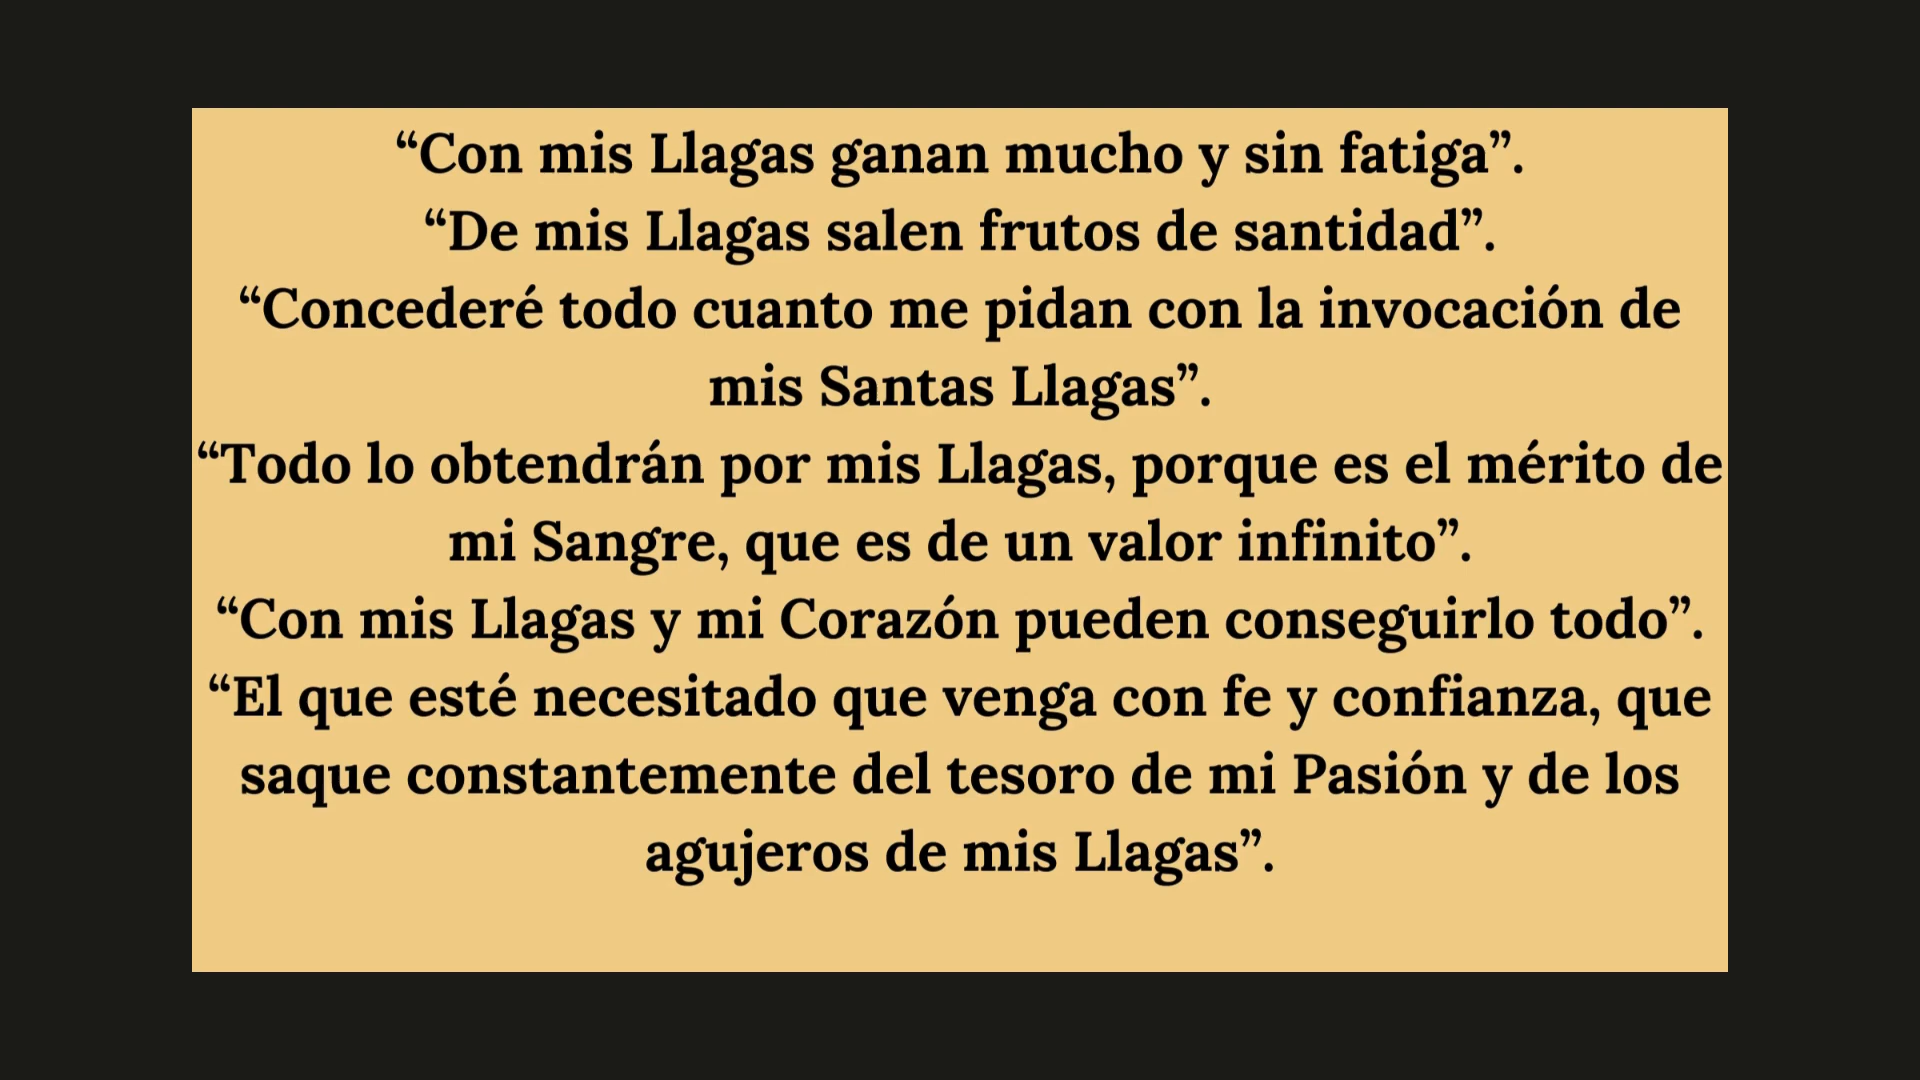 “Con mis Llagas ganan mucho y sin fatiga”.
“De mis Llagas salen frutos de santidad”.
“Concederé todo cuanto me pidan con la invocación de
mis Santas Llagas”.
“Todo lo obtendrán por mis Llagas, porque es el mérito de
mi Sangre, que es de un valor infinito”.
“Con mis Llagas y mi Corazón pueden conseguirlo todo”.
“El que esté necesitado que venga con fe y confianza, que
saque constantemente del tesoro de mi Pasión y de los
agujeros de mis Llagas”.